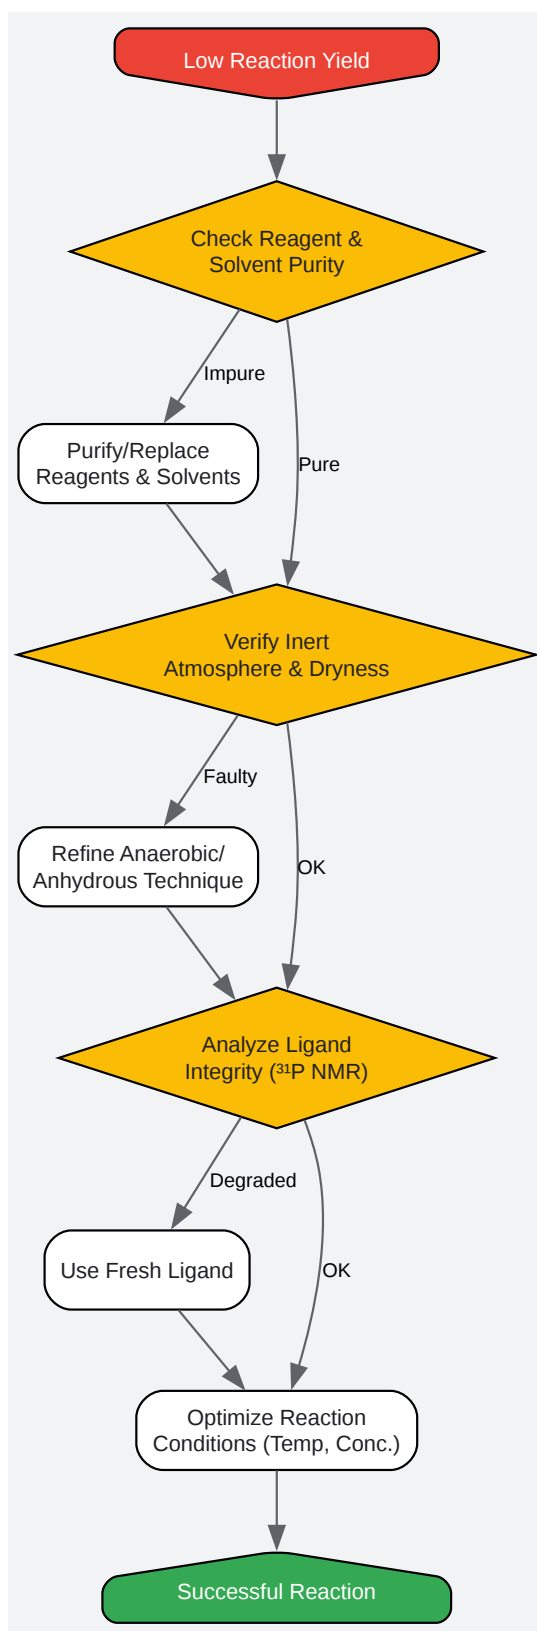 Low Reaction Yield
Check Reagent &
Solvent Purity
Impure
Pure
Purify/Replace
Reagents & Solvents
Verify Inert
Atmosphere & Dryness
Faulty
OK
Refine Anaerobic/
Anhydrous Technique
Analyze Ligand
Integrity (³¹P NMR)
Degraded
OK
Use Fresh Ligand
Optimize Reaction
Conditions (Temp, Conc.)
Successful Reaction